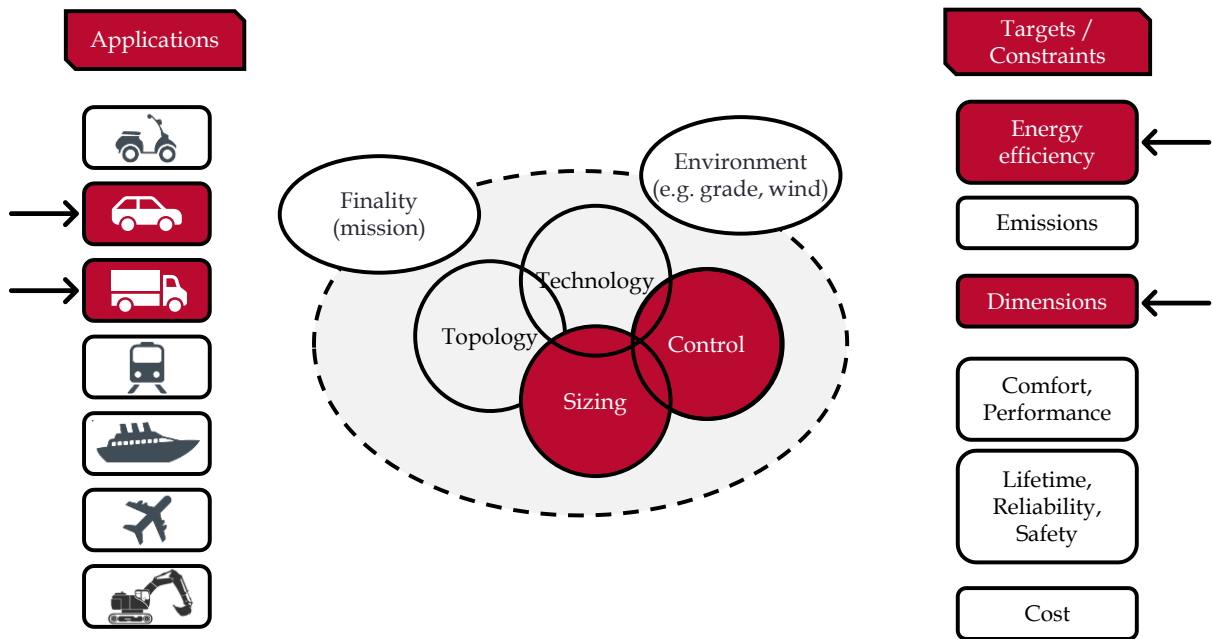 Applications
Targets /
Constraints
Finality
(mission)
Environment
(e.g. grade, wind)
Technology
Topology
Control
Sizing
Energy
efficiency
Emissions
Dimensions
Comfort,
Performance
Lifetime,
Reliability,
Safety
Cost